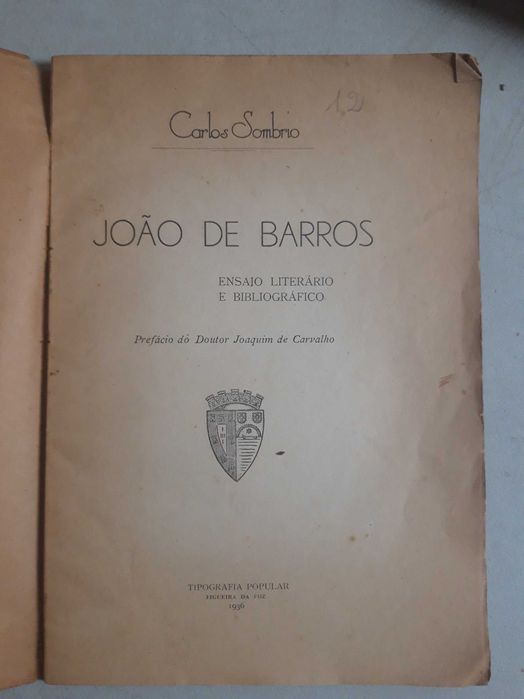 12
Carlos Sombrio
JOÃO DE BARROS
ENSAIO LITERÁRIO
E BIBLIOGRÁFICO
Prefácio do Doutor Joaquim de Carvalho
TIPOGRAFIA POPULAR
FIGUEIRA DA FOZ
1936